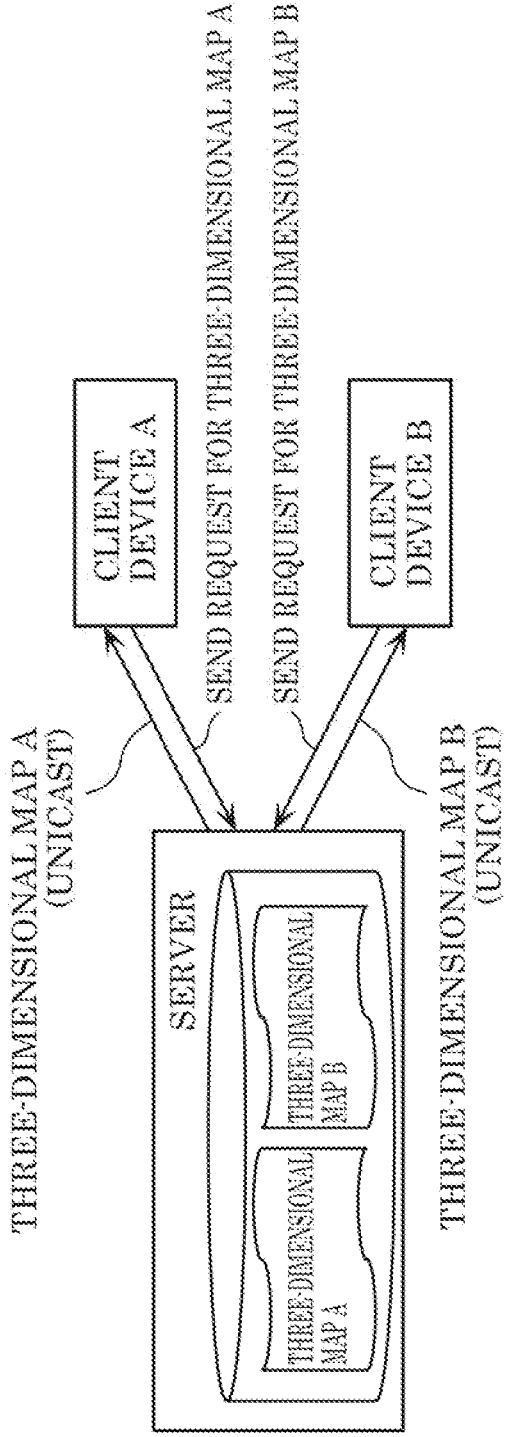 THREE-DIMENSIONAL MAP A
(UNICAST)
SERVER
THREE-DIMENSIONAL
MAP A
THREE-DIMENSIONAL
MAP B
CLIENT
DEVICE A
SEND REQUEST FOR THREE-DIMENSIONAL MAP A
SEND REQUEST FOR THREE-DIMENSIONAL MAP B
CLIENT
DEVICE B
THREE-DIMENSIONAL MAP B
(UNICAST)